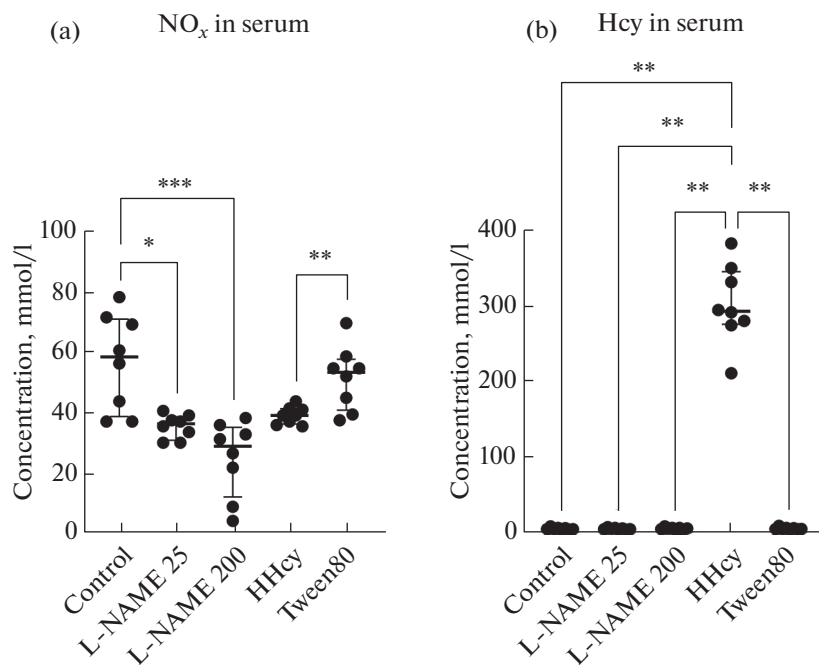 (a)
NOx in serum
Concentration, mmol/l
100
80
60
40
20
0
***
*
**
Control
L-NAME 25
L-NAME 200
HHcy
Tween80
(b)
Hcy in serum
Concentration, mmol/l
400
300
200
100
0
**
**
** **
Control
L-NAME 25
L-NAME 200
HHcy
Tween80